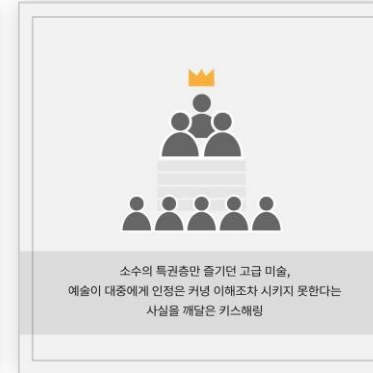 소수의 특권층만 즐기던 고급 미술,
예술이 대중에게 인정은 커녕 이해조차 시키지 못한다는
사실을 깨달은 키스해링